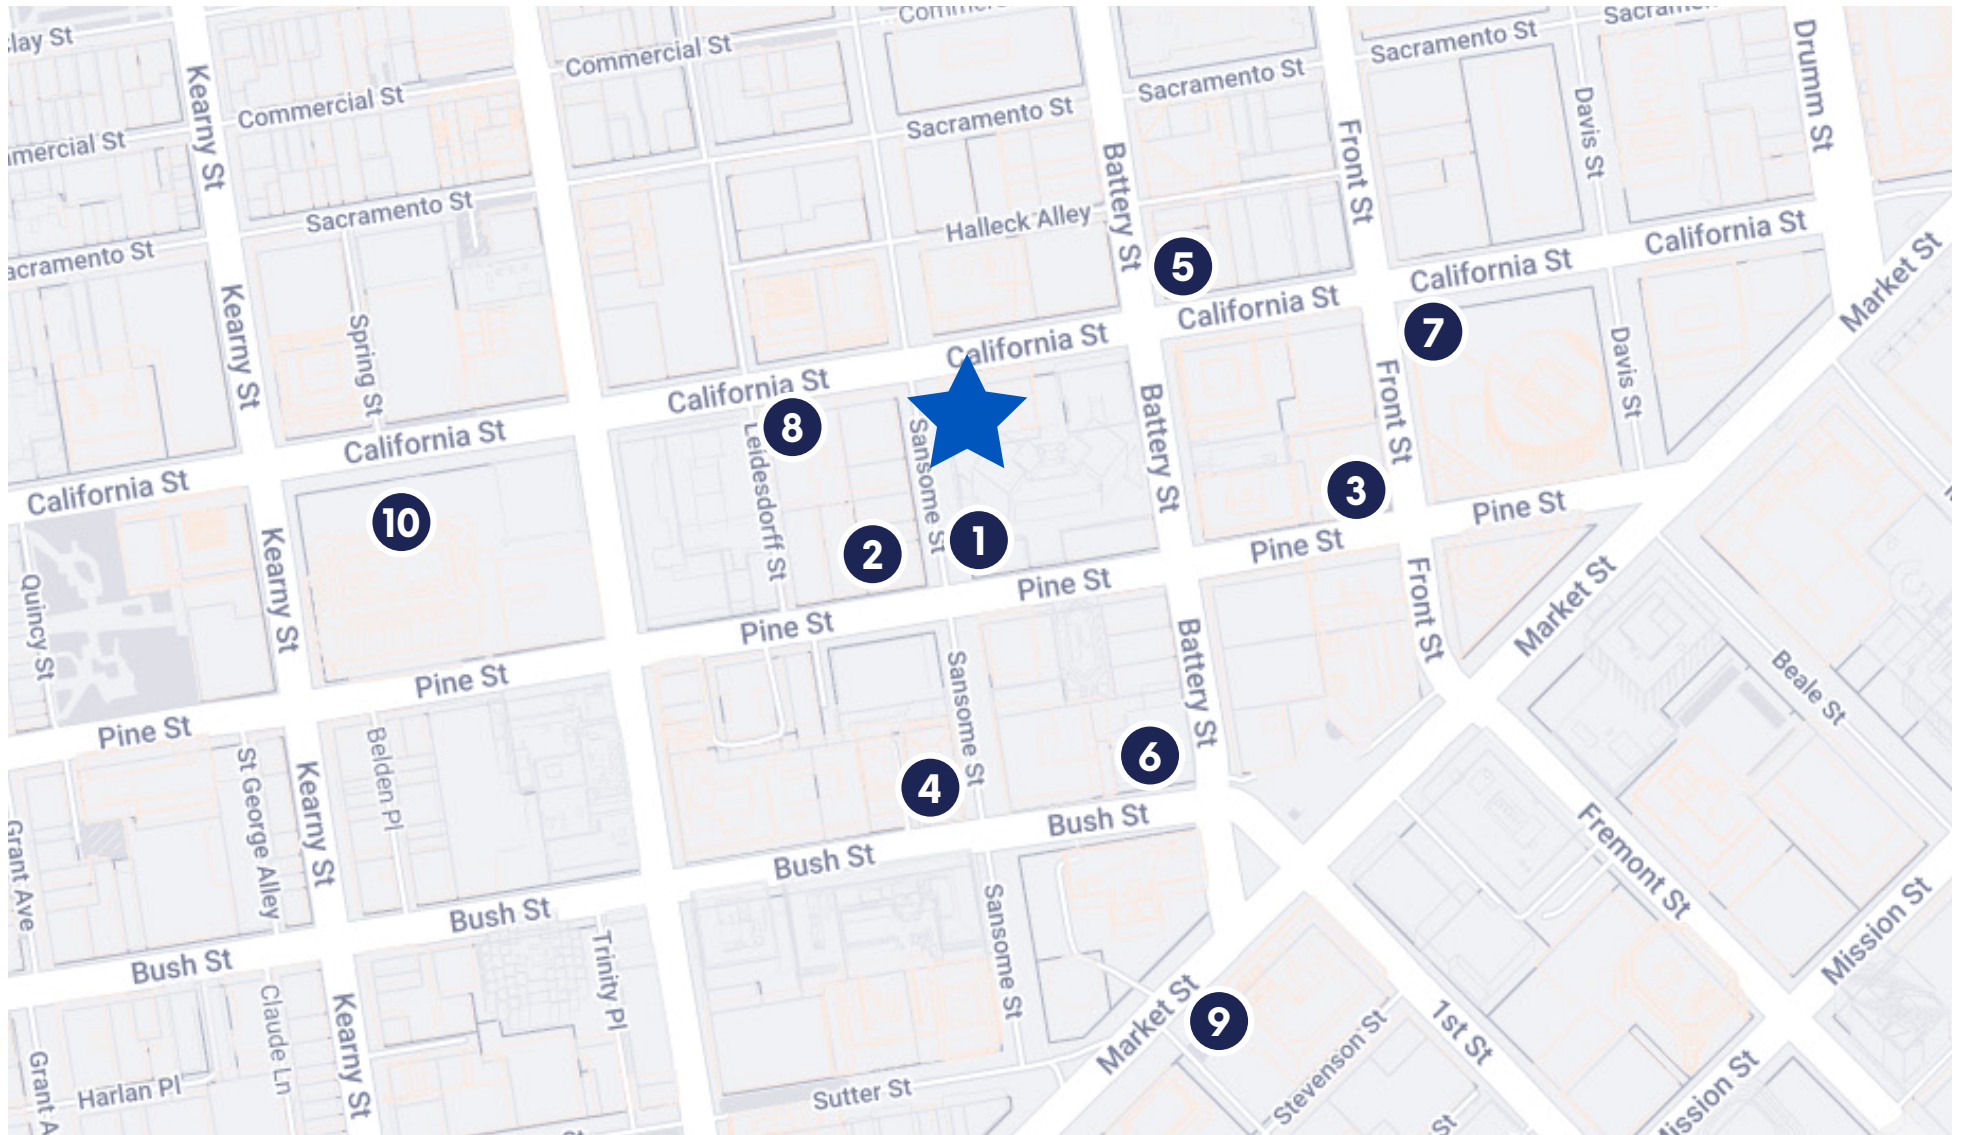 lay St
Kearny St
Commercial St
Commercial St
Commerc
Sacramento St
Sacram
Drumm St
Davis St
Sacramento St
Sacramento St
Battery St
Front St
mercial St
Sacramento St
acramento St
Halleck Alley
5
California St
California St
Market St
Kearny St
Spring St
California St
California St
7
Davis St
California St
8
Battery St
Front St
California St
California St
Leidesdorff St
Sansome St
3
Pine St
10
2
1
Kearny St
Pine St
Quincy St
Pine St
Pine St
Front St
Market St
Pine St
Pine St
Sansome St
Battery St
Beale St
6
4
St George Alley
Kearny St
Belden Pl
Bush St
Bush St
Grant Ave
Fremont St
Bush St
Bush St
Sansome St
Trinity Pl
Mission St
Claude Ln
Kearny St
Market St
9
Stevenson St
1st St
Grant A
Harlan Pl
Sutter St
Mission St
St